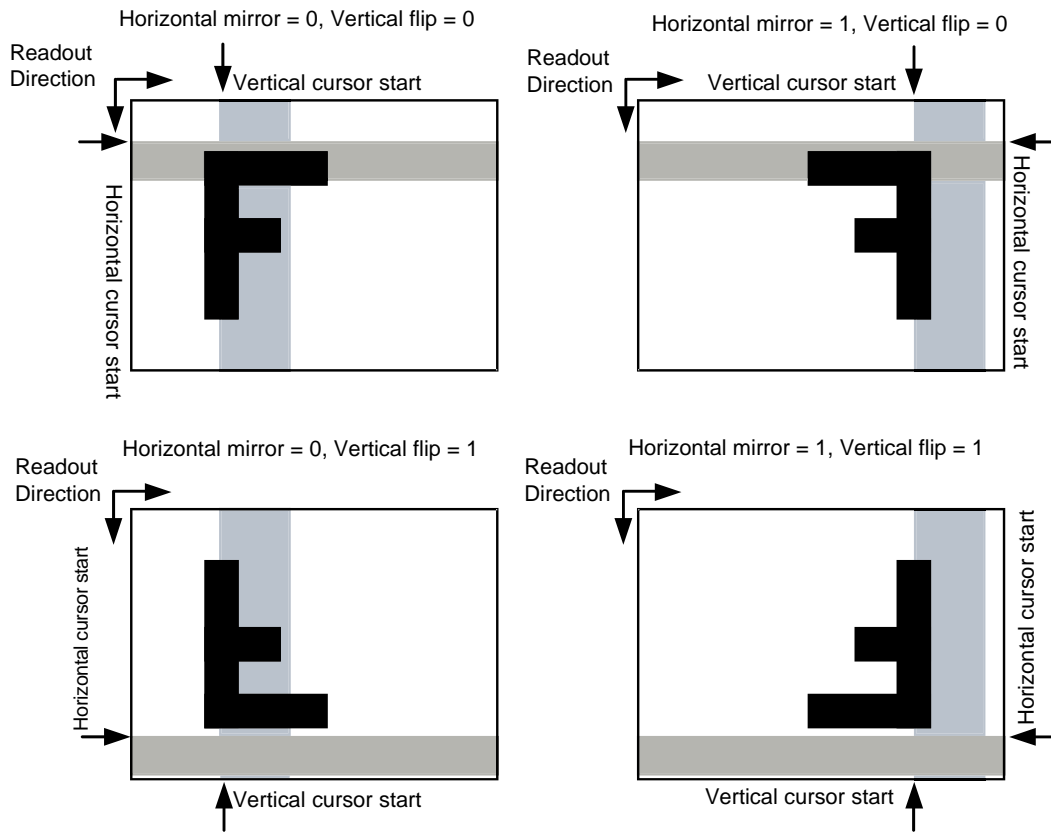 Horizontal mirror = 0, Vertical flip = 0
Readout
Direction
Vertical cursor start
Horizontal cursor start
Horizontal mirror = 1, Vertical flip = 0
Readout
Direction
Vertical cursor start
Horizontal cursor start
Horizontal mirror = 0, Vertical flip = 1
Readout
Direction
Horizontal cursor start
Vertical cursor start
Horizontal mirror = 1, Vertical flip = 1
Readout
Direction
Horizontal cursor start
Vertical cursor start